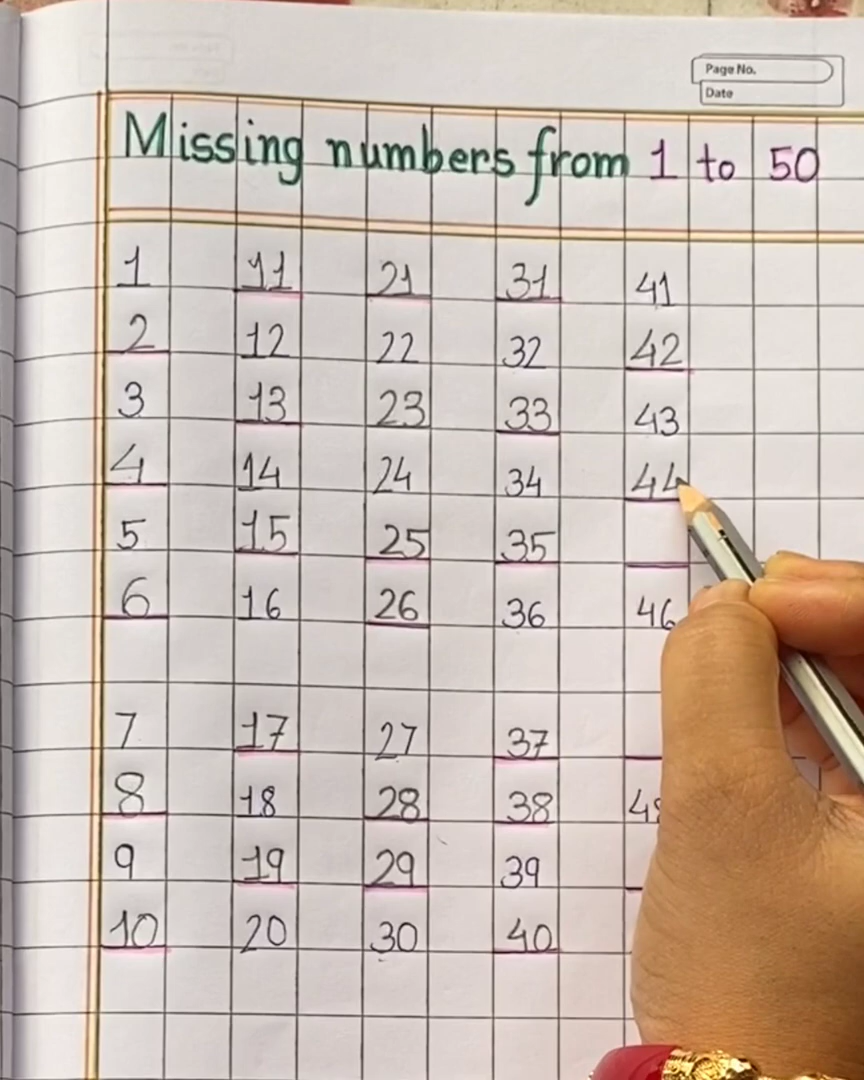 Page No.
Date
Missing numbers from 1 to 50
1 11 21 31 41
2 12 22 32 42
3 13 23 33 43
4 14 24 34 44
5 15 25 35
6 16 26 36 46
7 17 27 37
8 18 28 38
9 19 29 39
10 20 30 40